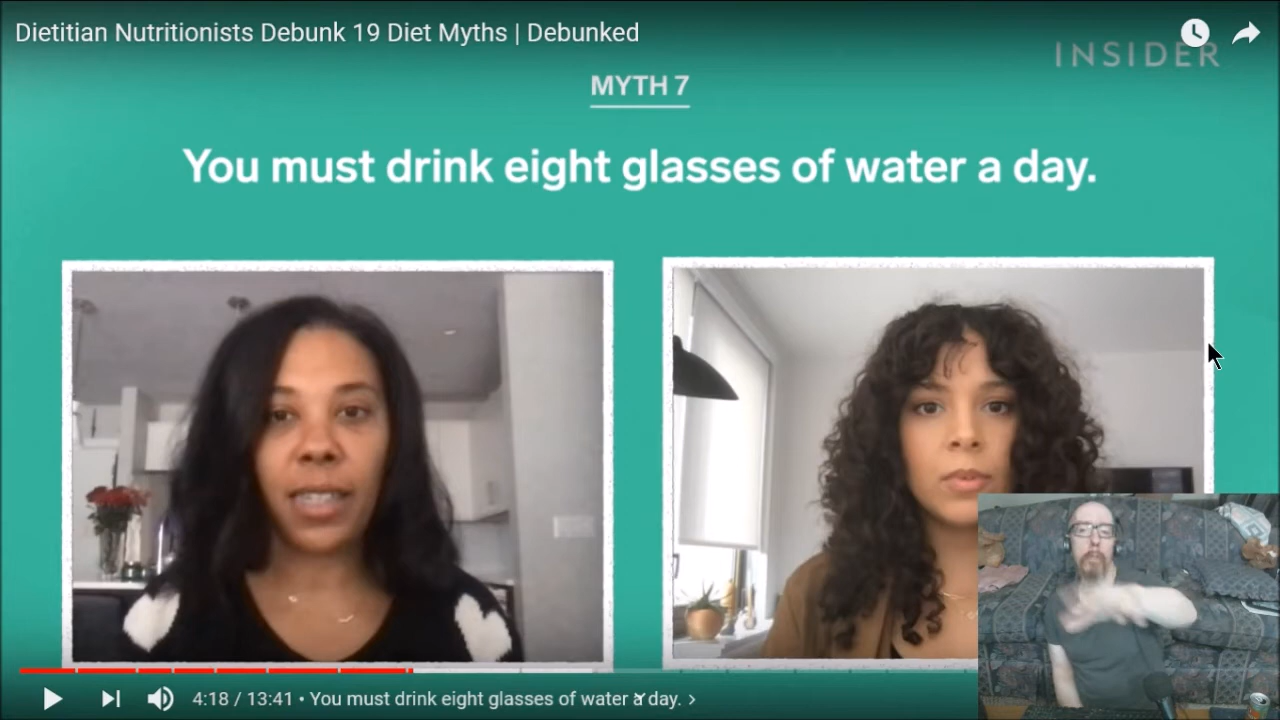 Dietitian Nutritionists Debunk 19 Diet Myths | Debunked
INSIDER
MYTH 7
You must drink eight glasses of water a day.
4:18 / 13:41 • You must drink eight glasses of water a day. >